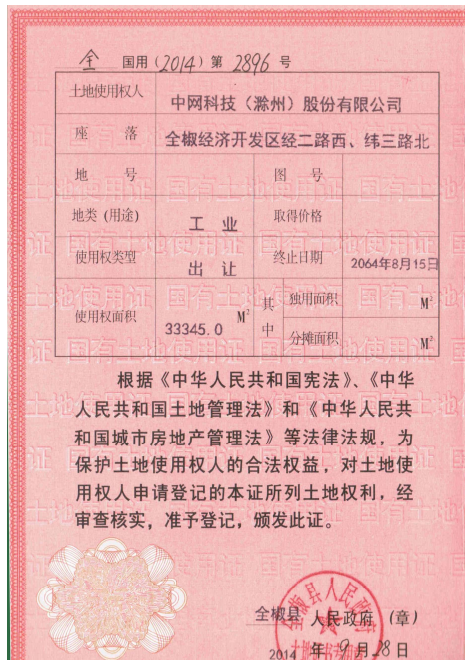 全 国用(2014)第 2896 号
土地使用权人 中网科技（滁州）股份有限公司
座 落 全椒经济开发区经二路西、纬三路北
地 号 图 号
地类(用途) 工 业 取得价格
使用权类型 出 让 终止日期 2064年8月15日
使用权面积 33345.0 M² 其中 独用面积 M²
分摊面积 M²
根据《中华人民共和国宪法》、《中华
人民共和国土地管理法》和《中华人民共
和国城市房地产管理法》等法律法规，为
保护土地使用权人的合法权益，对土地使
用权人申请登记的本证所列土地权利，经
审查核实，准予登记，颁发此证。
全椒县 人民政府 (章)
2014 年 9月 28日
全椒县人民政府